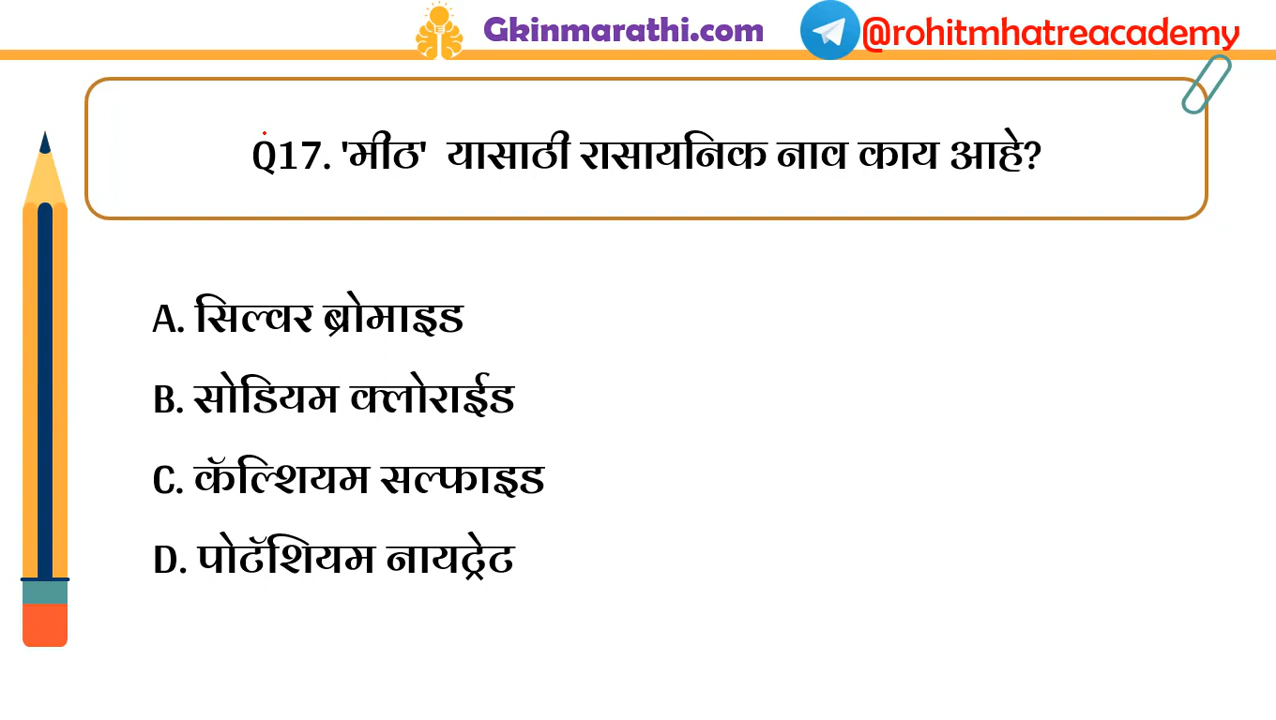 Gkinmarathi.com @rohitmhatreacademy
Q17. 'मीठ' यासाठी रासायनिक नाव काय आहे?
A. सिल्वर ब्रोमाइड
B. सोडियम क्लोराईड
C. कॅल्शियम सल्फाइड
D. पोटॅशियम नायट्रेट